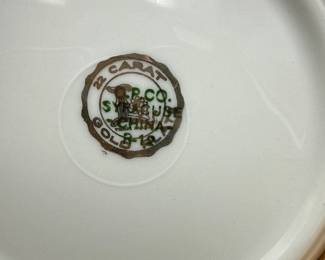 22 CARAT
O.P.CO.
SYRACUSE
CHINA
GOLD